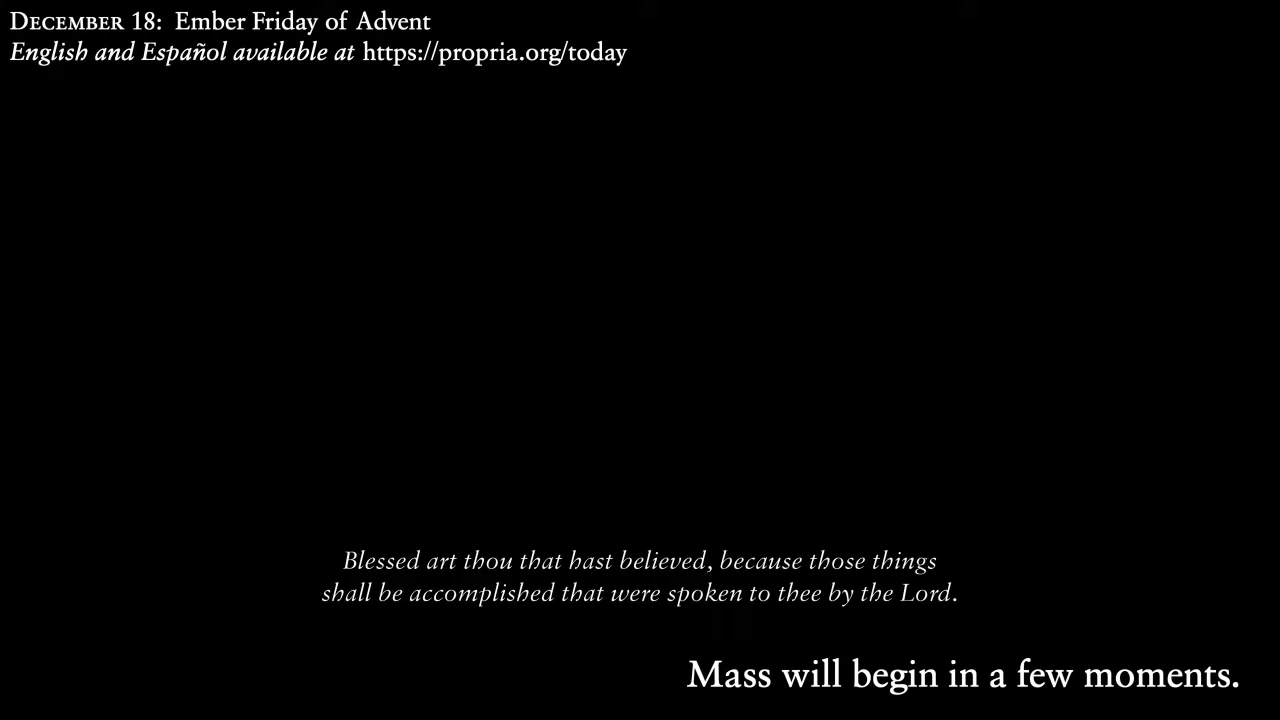 December 18: Ember Friday of Advent
English and Español available at https://propria.org/today
Blessed art thou that hast believed, because those things
shall be accomplished that were spoken to thee by the Lord.
Mass will begin in a few moments.